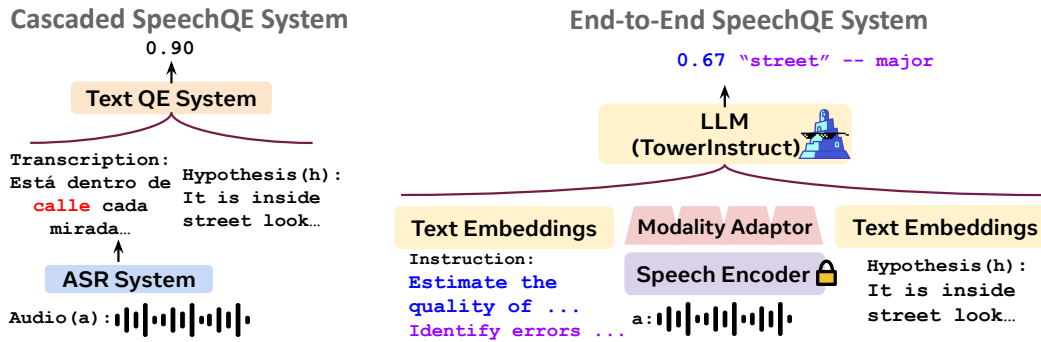 Cascaded SpeechQE System
0.90
Text QE System
Transcription:
Está dentro de
calle cada
mirada…
Hypothesis(h):
It is inside
street look…
ASR System
Audio(a):
End-to-End SpeechQE System
0.67 “street” -- major
LLM
(TowerInstruct)
Text Embeddings
Instruction:
Estimate the
quality of ...
Identify errors ...
Modality Adaptor
Speech Encoder
a:
Text Embeddings
Hypothesis(h):
It is inside
street look…